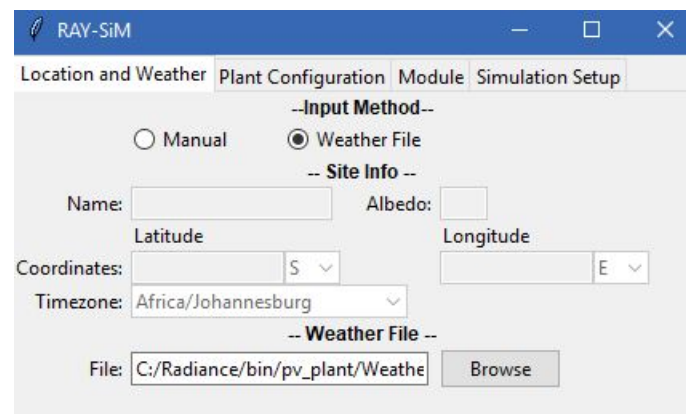 RAY-SiM
Location and Weather Plant Configuration Module Simulation Setup
--Input Method--
Manual Weather File
-- Site Info --
Name: Albedo:
Latitude Longitude
Coordinates: S E
Timezone: Africa/Johannesburg
-- Weather File --
File: C:/Radiance/bin/pv_plant/Weathe Browse